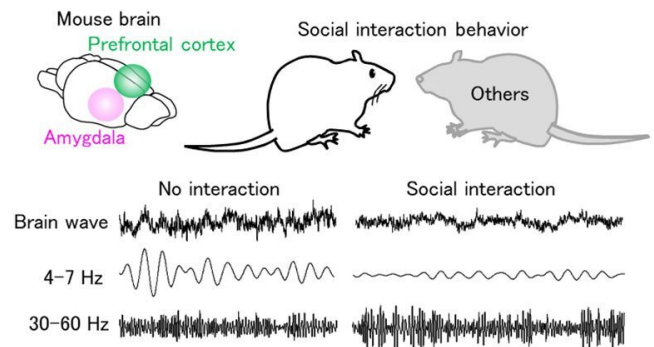 Mouse brain
Prefrontal cortex
Amygdala
Social interaction behavior
Others
No interaction
Social interaction
Brain wave
4-7 Hz
30-60 Hz